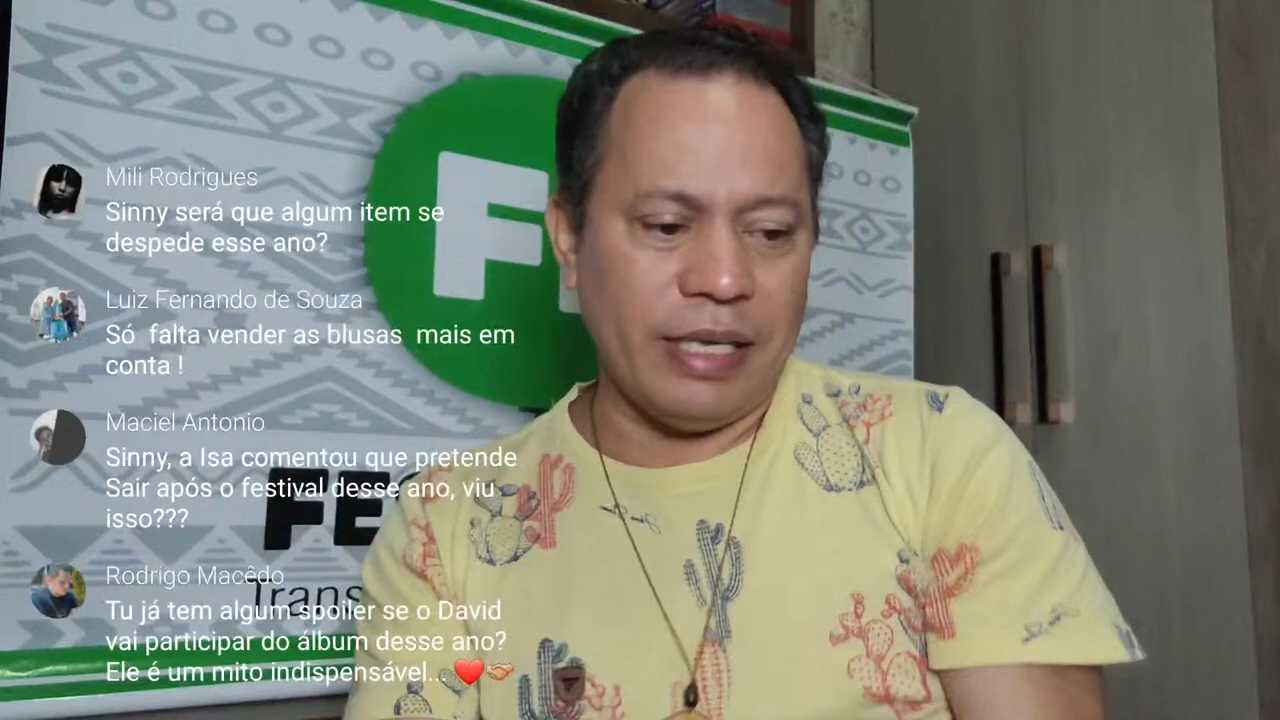 Mili Rodrigues
Sinny será que algum item se
despede esse ano?
Luiz Fernando de Souza
Só falta vender as blusas mais em
conta !
Maciel Antonio
Sinny, a Isa comentou que pretende
Sair após o festival desse ano, viu
isso???
Rodrigo Macêdo
Tu já tem algum spoiler se o David
vai participar do álbum desse ano?
Ele é um mito indispensável... ❤️🤝
F
FES
Trans